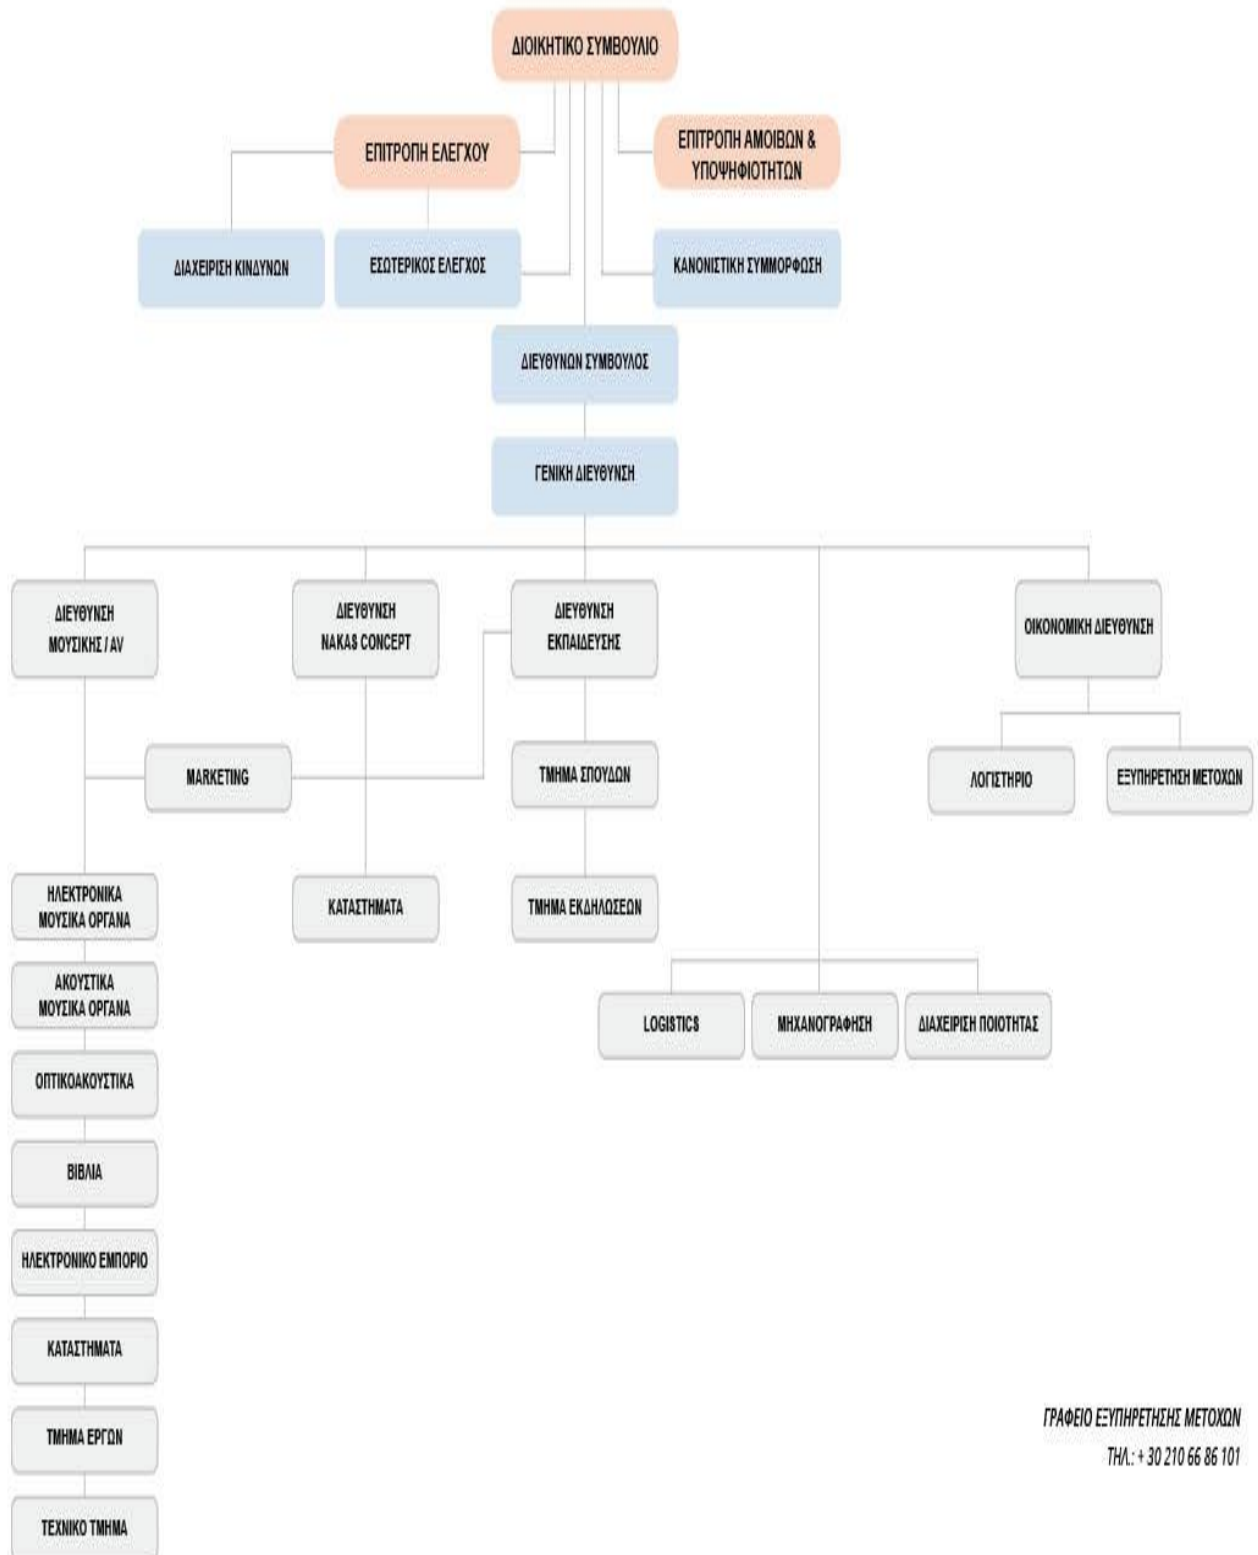 ΔΙΟΙΚΗΤΙΚΟ ΣΥΜΒΟΥΛΙΟ
ΕΠΙΤΡΟΠΗ ΕΛΕΓΧΟΥ
ΕΠΙΤΡΟΠΗ ΑΜΟΙΒΩΝ &
ΥΠΟΨΗΦΙΟΤΗΤΩΝ
ΔΙΑΧΕΙΡΙΣΗ ΚΙΝΔΥΝΩΝ
ΕΣΩΤΕΡΙΚΟΣ ΕΛΕΓΧΟΣ
ΚΑΝΟΝΙΣΤΙΚΗ ΣΥΜΜΟΡΦΩΣΗ
ΔΙΕΥΘΥΝΩΝ ΣΥΜΒΟΥΛΟΣ
ΓΕΝΙΚΗ ΔΙΕΥΘΥΝΣΗ
ΔΙΕΥΘΥΝΣΗ
ΜΟΥΣΙΚΗΣ / AV
ΔΙΕΥΘΥΝΣΗ
NAKAS CONCEPT
ΔΙΕΥΘΥΝΣΗ
ΕΚΠΑΙΔΕΥΣΗΣ
ΟΙΚΟΝΟΜΙΚΗ ΔΙΕΥΘΥΝΣΗ
MARKETING
ΤΜΗΜΑ ΣΠΟΥΔΩΝ
ΛΟΓΙΣΤΗΡΙΟ
ΕΞΥΠΗΡΕΤΗΣΗ ΜΕΤΟΧΩΝ
ΗΛΕΚΤΡΟΝΙΚΑ
ΜΟΥΣΙΚΑ ΟΡΓΑΝΑ
ΚΑΤΑΣΤΗΜΑΤΑ
ΤΜΗΜΑ ΕΚΔΗΛΩΣΕΩΝ
ΑΚΟΥΣΤΙΚΑ
ΜΟΥΣΙΚΑ ΟΡΓΑΝΑ
LOGISTICS
ΜΗΧΑΝΟΓΡΑΦΗΣΗ
ΔΙΑΧΕΙΡΙΣΗ ΠΟΙΟΤΗΤΑΣ
ΟΠΤΙΚΟΑΚΟΥΣΤΙΚΑ
ΒΙΒΛΙΑ
ΗΛΕΚΤΡΟΝΙΚΟ ΕΜΠΟΡΙΟ
ΚΑΤΑΣΤΗΜΑΤΑ
ΤΜΗΜΑ ΕΡΓΩΝ
ΤΕΧΝΙΚΟ ΤΜΗΜΑ
ΓΡΑΦΕΙΟ ΕΞΥΠΗΡΕΤΗΣΗΣ ΜΕΤΟΧΩΝ
ΤΗΛ.: + 30 210 66 86 101